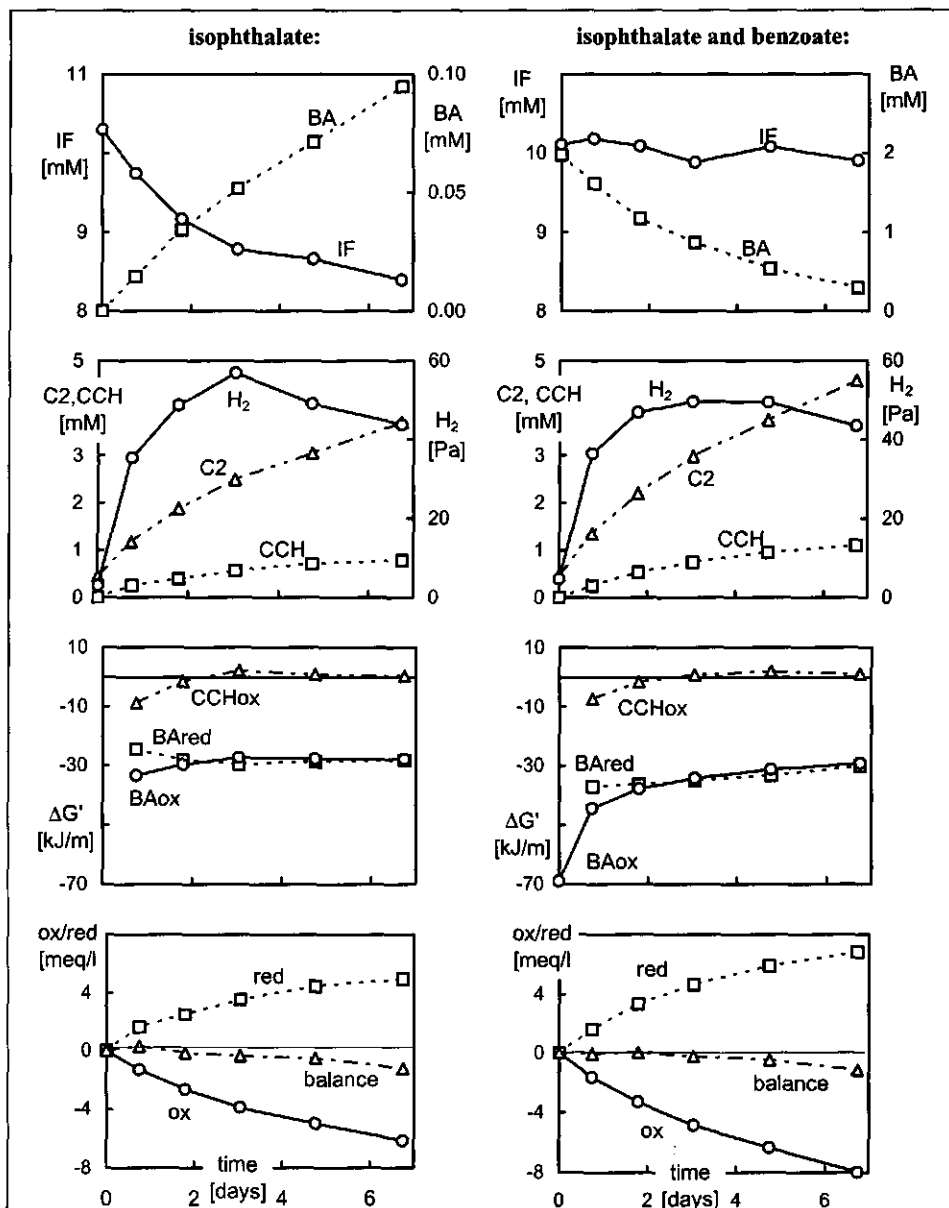 isophthalate:
11
IF
[mM]
9
8
0.10
BA
[mM]
0.05
0.00
BA
IF
isophthalate and benzoate:
IF
[mM]
10
9
8
BA
[mM]
2
1
0
IF
BA
5
C2,CCH
[mM]
3
2
1
0
60
H2
[Pa]
20
0
H2
C2
CCH
5
C2, CCH
[mM]
3
2
1
0
60
H2
[Pa]
40
20
0
H2
C2
CCH
10
-10
-30
ΔG'
[kJ/m]
-70
CCHox
BAred
BAox
10
-10
-30
ΔG'
[kJ/m]
-70
CCHox
BAred
BAox
ox/red
[meq/l
4
0
-4
-8
red
balance
ox
time
[days]
0 2 4 6
ox/red
[meq/l
4
0
-4
-8
red
balance
ox
time
[days]
0 2 4 6